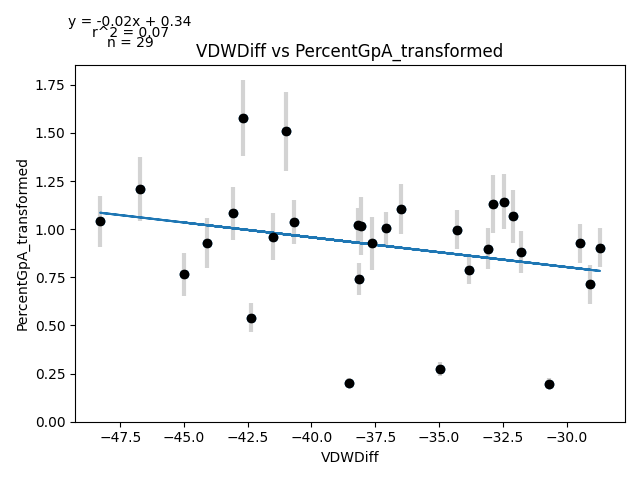 y = -0.02x + 0.34
r^2 = 0.07
n = 29
VDWDiff vs PercentGpA_transformed
PercentGpA_transformed
1.75
1.50
1.25
1.00
0.75
0.50
0.25
0.00
−47.5 −45.0 −42.5 −40.0 −37.5 −35.0 −32.5 −30.0
VDWDiff